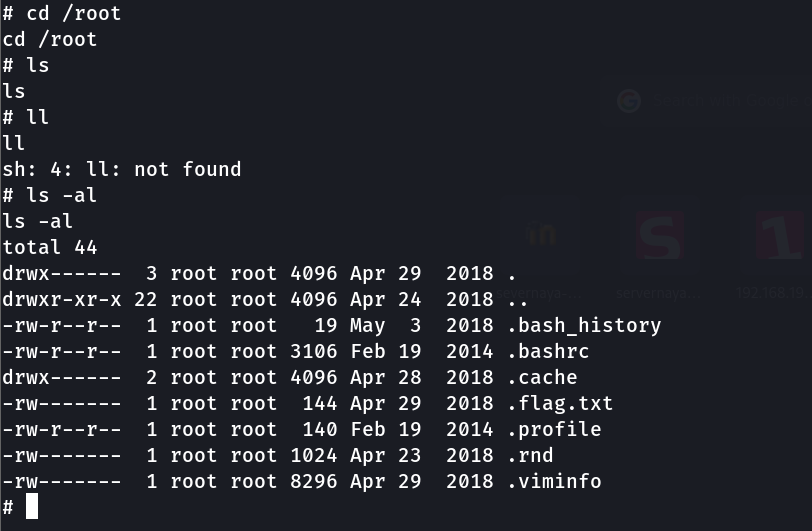 # cd /root
cd /root
# ls
ls
# ll
ll
sh: 4: ll: not found
# ls -al
ls -al
total 44
drwx------  3 root root 4096 Apr 29  2018 .
drwxr-xr-x 22 root root 4096 Apr 24  2018 ..
-rw-r--r--  1 root root   19 May  3  2018 .bash_history
-rw-r--r--  1 root root 3106 Feb 19  2014 .bashrc
drwx------  2 root root 4096 Apr 28  2018 .cache
-rw-------  1 root root  144 Apr 29  2018 .flag.txt
-rw-r--r--  1 root root  140 Feb 19  2014 .profile
-rw-------  1 root root 1024 Apr 23  2018 .rnd
-rw-------  1 root root 8296 Apr 29  2018 .viminfo
#